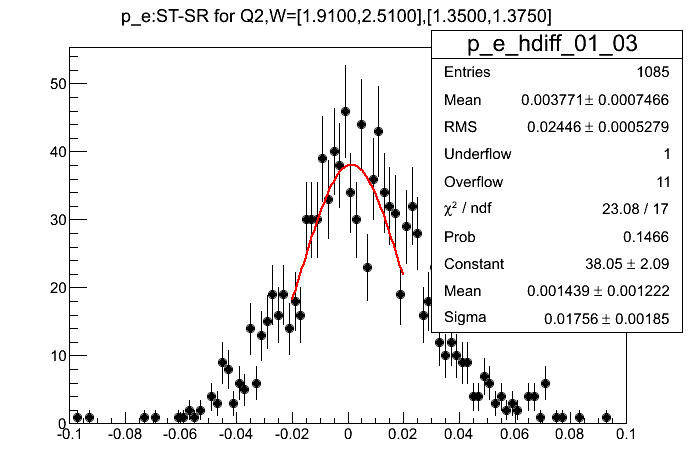 p_e:ST-SR for Q2,W=[1.9100,2.5100],[1.3500,1.3750]
p_e_hdiff_01_03
Entries 1085
Mean 0.003771± 0.0007466
RMS 0.02446 ± 0.0005279
Underflow 1
Overflow 11
χ² / ndf 23.08 / 17
Prob 0.1466
Constant 38.05 ± 2.09
Mean 0.001439 ± 0.001222
Sigma 0.01756 ± 0.00185
50
40
30
20
10
0
-0.1 -0.08 -0.06 -0.04 -0.02 0 0.02 0.04 0.06 0.08 0.1